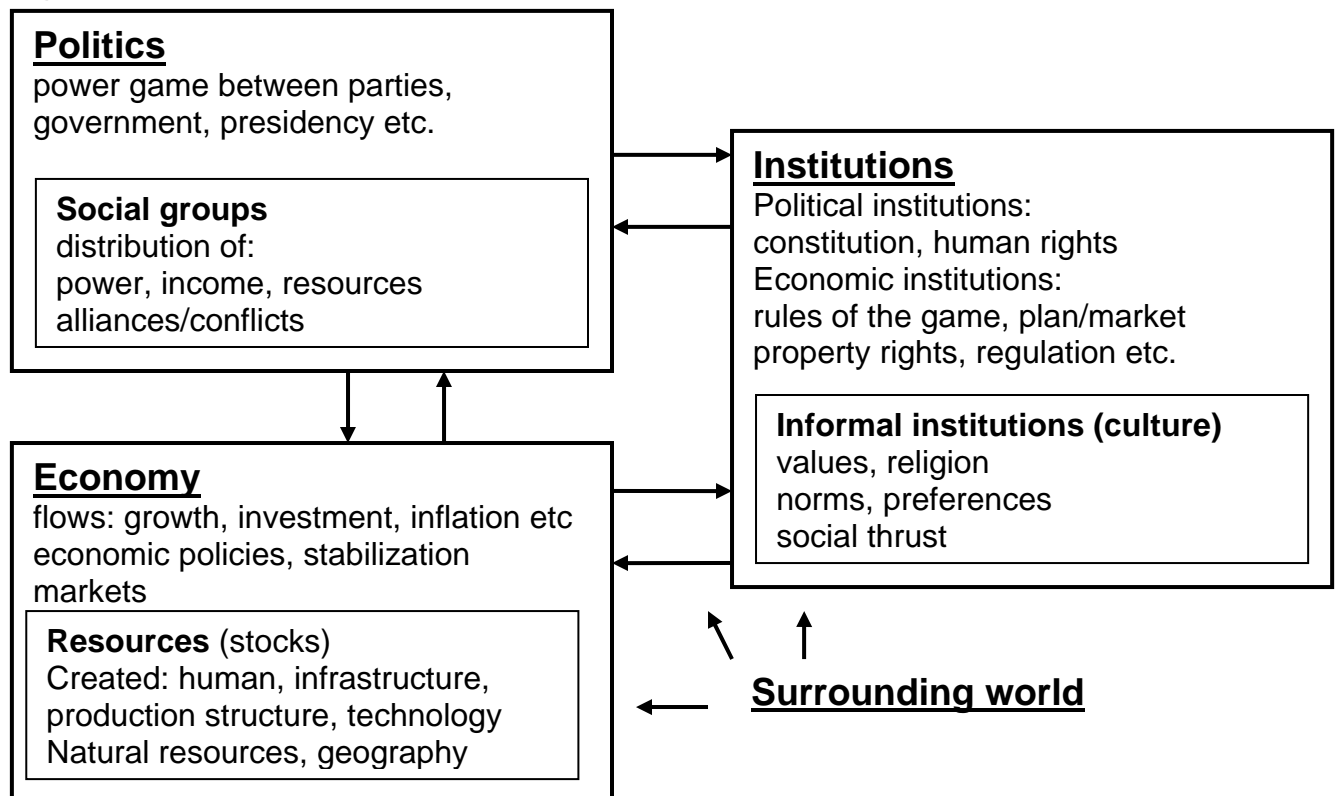 Politics
power game between parties,
government, presidency etc.
Social groups
distribution of:
power, income, resources
alliances/conflicts
Institutions
Political institutions:
constitution, human rights
Economic institutions:
rules of the game, plan/market
property rights, regulation etc.
Informal institutions (culture)
values, religion
norms, preferences
social thrust
Economy
flows: growth, investment, inflation etc
economic policies, stabilization
markets
Resources (stocks)
Created: human, infrastructure,
production structure, technology
Natural resources, geography
Surrounding world